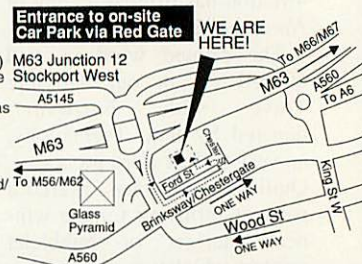 Entrance to on-site
Car Park via Red Gate
WE ARE
HERE!
M63 Junction 12
Stockport West
A5145
M63
To M66/M67
M63
A560
To A6
To M56/M62
Ford St
Chester St
Brinksway/Chestergate
ONE WAY
King St W
Glass
Pyramid
Wood St
ONE WAY
A560